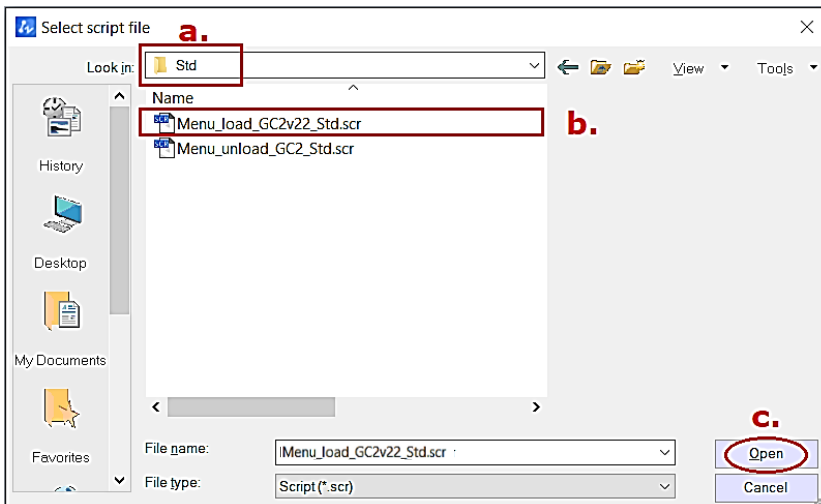 Select script file
a.
Look in: Std
View Tools
Name
Menu_load_GC2v22_Std.scr
b.
Menu_unload_GC2_Std.scr
History
Desktop
My Documents
Favorites
c.
File name: Menu_load_GC2v22_Std.scr
Open
File type: Script (*.scr)
Cancel